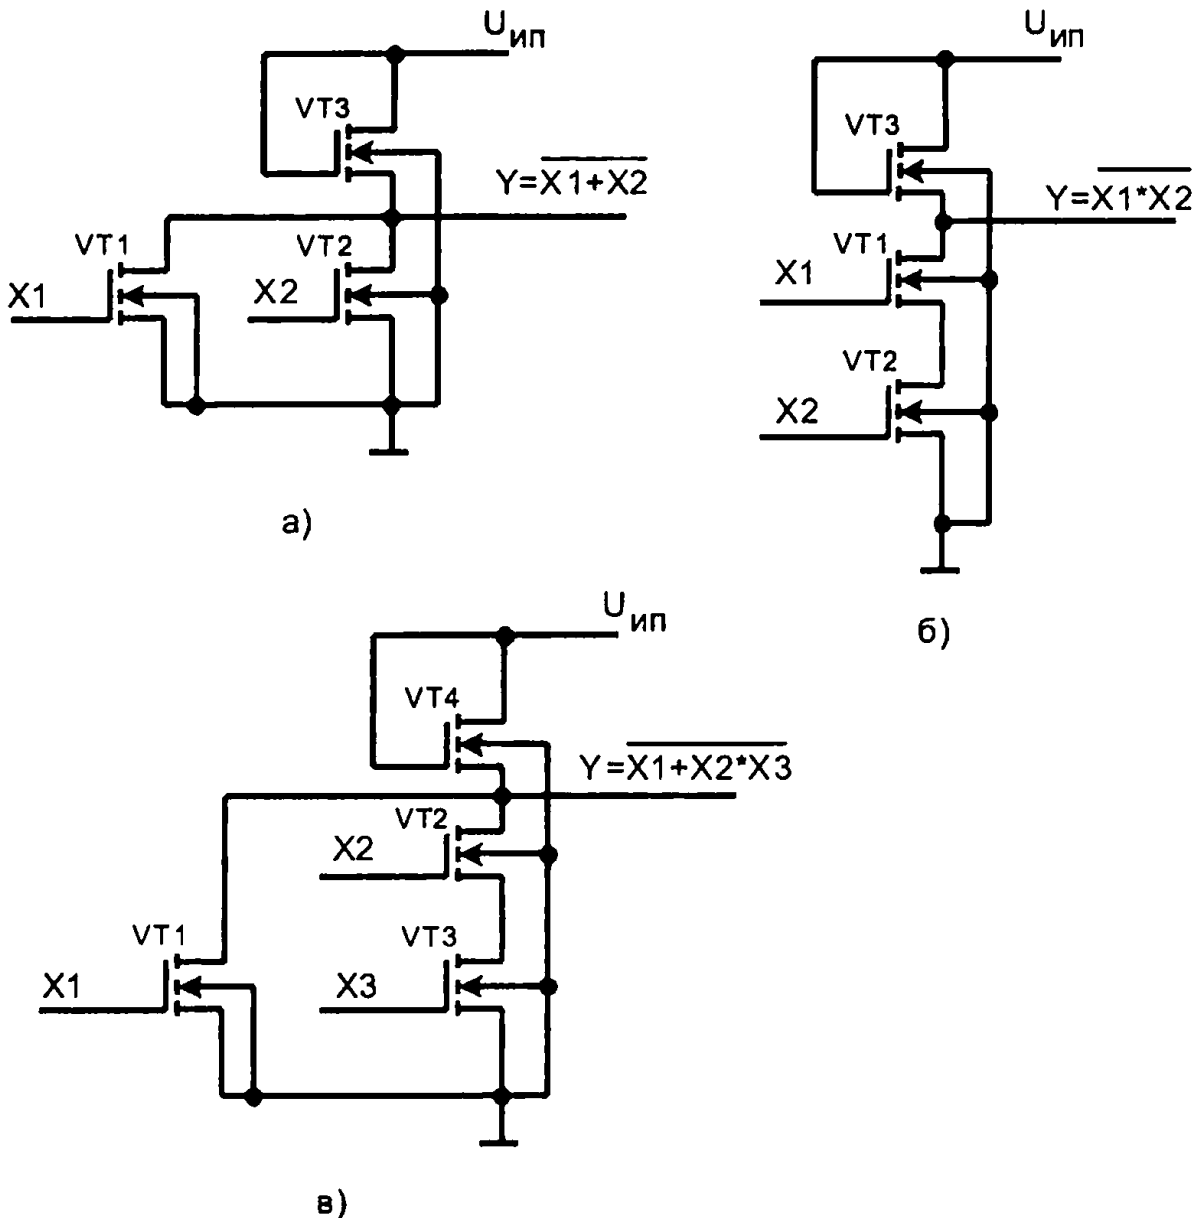 Uип
VT3
Y=X1+X2
VT1
VT2
X1
X2
а)
Uип
VT3
Y=X1*X2
VT1
X1
VT2
X2
б)
Uип
VT4
Y=X1+X2*X3
VT2
X2
VT1
VT3
X1
X3
в)